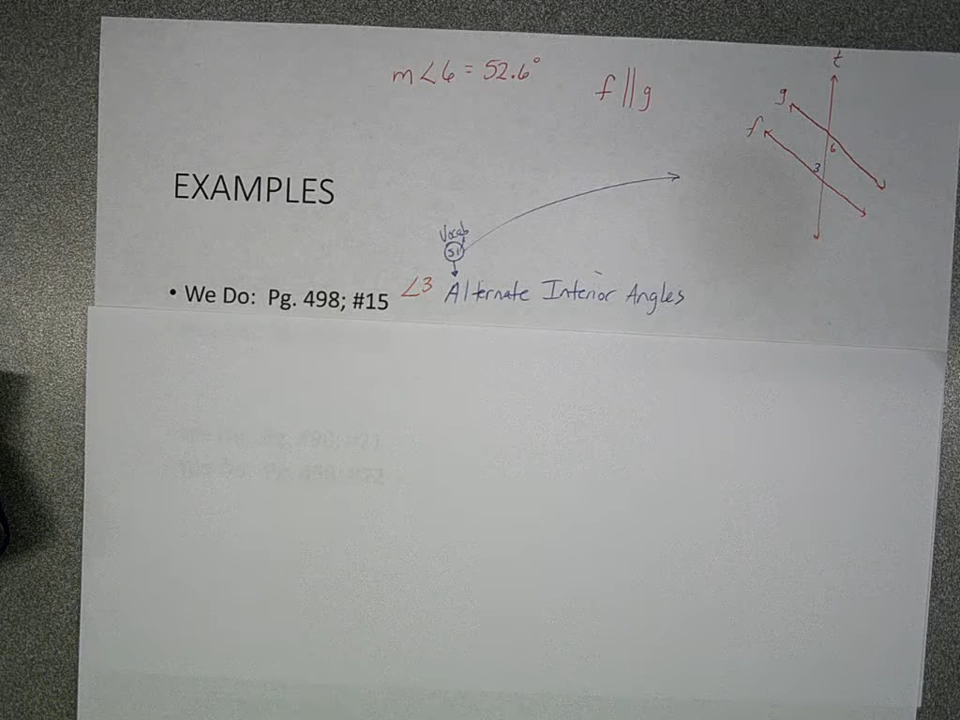 m∠6 = 52.6°
f || g
t
g
f
6
3
EXAMPLES
Vocab
51
• We Do: Pg. 498; #15 ∠3 Alternate Interior Angles